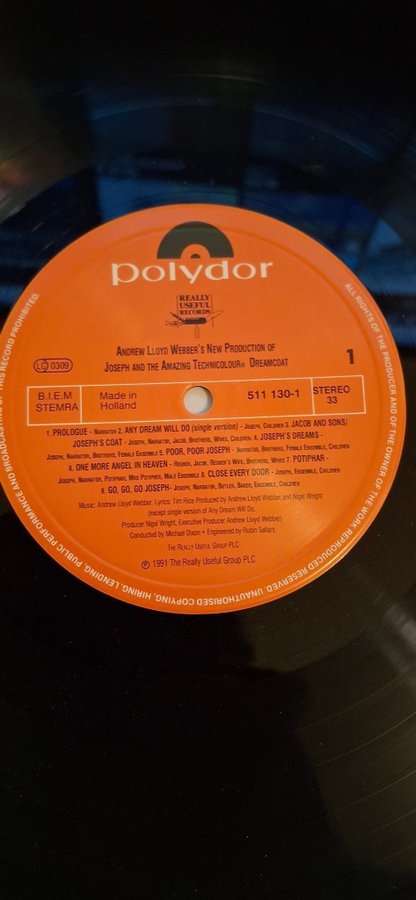 polydor
REALLY
USEFUL
RECORDS
ANDREW LLOYD WEBBER'S NEW PRODUCTION OF
JOSEPH AND THE AMAZING TECHNICOLOUR® DREAMCOAT
1
LC 0309
B.I.E.M
STEMRA
Made in
Holland
511 130-1
STEREO
33
1. PROLOGUE - NARRATOR 2. ANY DREAM WILL DO (single version) - JOSEPH, CHILDREN 3. JACOB AND SONS/
JOSEPH'S COAT - JOSEPH, NARRATOR, JACOB, BROTHERS, WIVES, CHILDREN. 4. JOSEPH'S DREAMS -
JOSEPH, NARRATOR, BROTHERS, FEMALE ENSEMBLE 5. POOR, POOR JOSEPH - NARRATOR, BROTHERS, FEMALE ENSEMBLE, CHILDREN
6. ONE MORE ANGEL IN HEAVEN - REUBEN, JACOB, REUBEN'S WIFE, BROTHERS, WIVES 7. POTIPHAR -
JOSEPH, NARRATOR, POTIPHAR, MRS POTIPHER, MALE ENSEMBLE 8. CLOSE EVERY DOOR - JOSEPH, ENSEMBLE, CHILDREN
9. GO, GO, GO JOSEPH - JOSEPH, NARRATOR, BUTLER, BAKER, ENSEMBLE, CHILDREN.
Music: Andrew Lloyd Webber. Lyrics: Tim Rice Produced by Andrew Lloyd Webber and Nigel Wright
(except single version of Any Dream Will Do,
Producer Nigel Wright, Executive Producer Andrew Lloyd Webber)
Conducted by Michael Dixon • Engineered by Robin Sellars
THE REALLY USEFUL GROUP PLC
℗ 1991 The Really Useful Group PLC
ALL RIGHTS OF THE PRODUCER AND OF THE OWNER OF THE WORK REPRODUCED RESERVED. UNAUTHORISED COPYING, HIRING, LENDING, PUBLIC PERFORMANCE AND BROADCASTING OF THIS RECORD PROHIBITED.